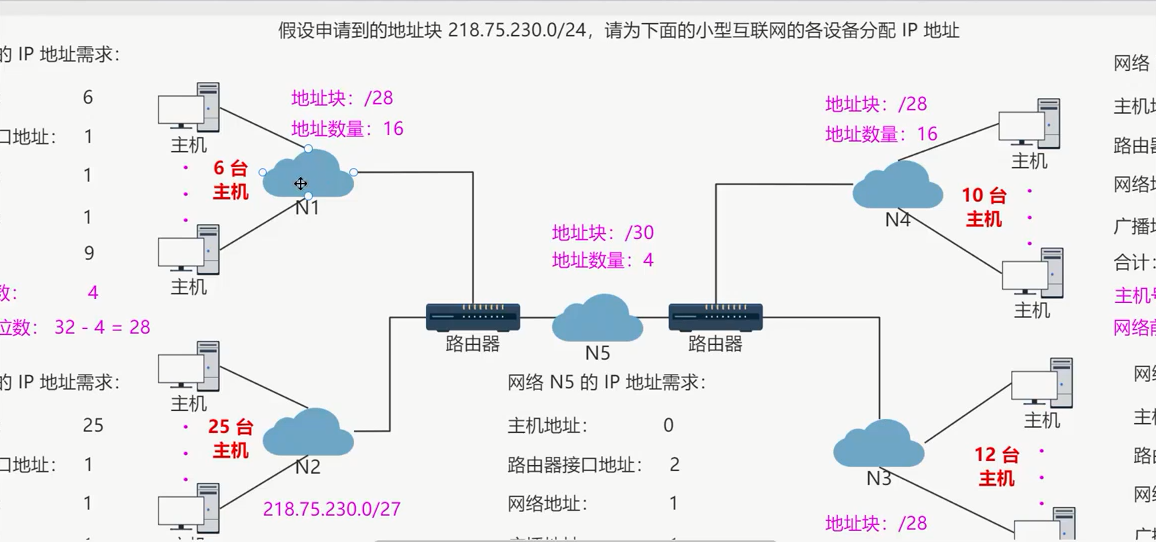 假设申请到的地址块 218.75.230.0/24，请为下面的小型互联网的各设备分配 IP 地址
的 IP 地址需求：
6
口地址： 1
1
1
9
数： 4
位数： 32 - 4 = 28
主机
6 台
主机
主机
地址块：/28
地址数量：16
N1
地址块：/28
地址数量：16
N4
主机
10 台
主机
主机
网络
主机地
路由器
网络地
广播地
合计：
主机号
网络前
地址块：/30
地址数量：4
路由器
N5
路由器
的 IP 地址需求：
25
口地址： 1
1
主机
25 台
主机
N2
218.75.230.0/27
网络 N5 的 IP 地址需求：
主机地址： 0
路由器接口地址： 2
网络地址： 1
N3
地址块：/28
主机
12 台
主机
网络
主机
路由
网络